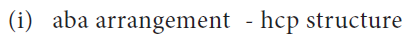 (i) aba arrangement - hcp structure